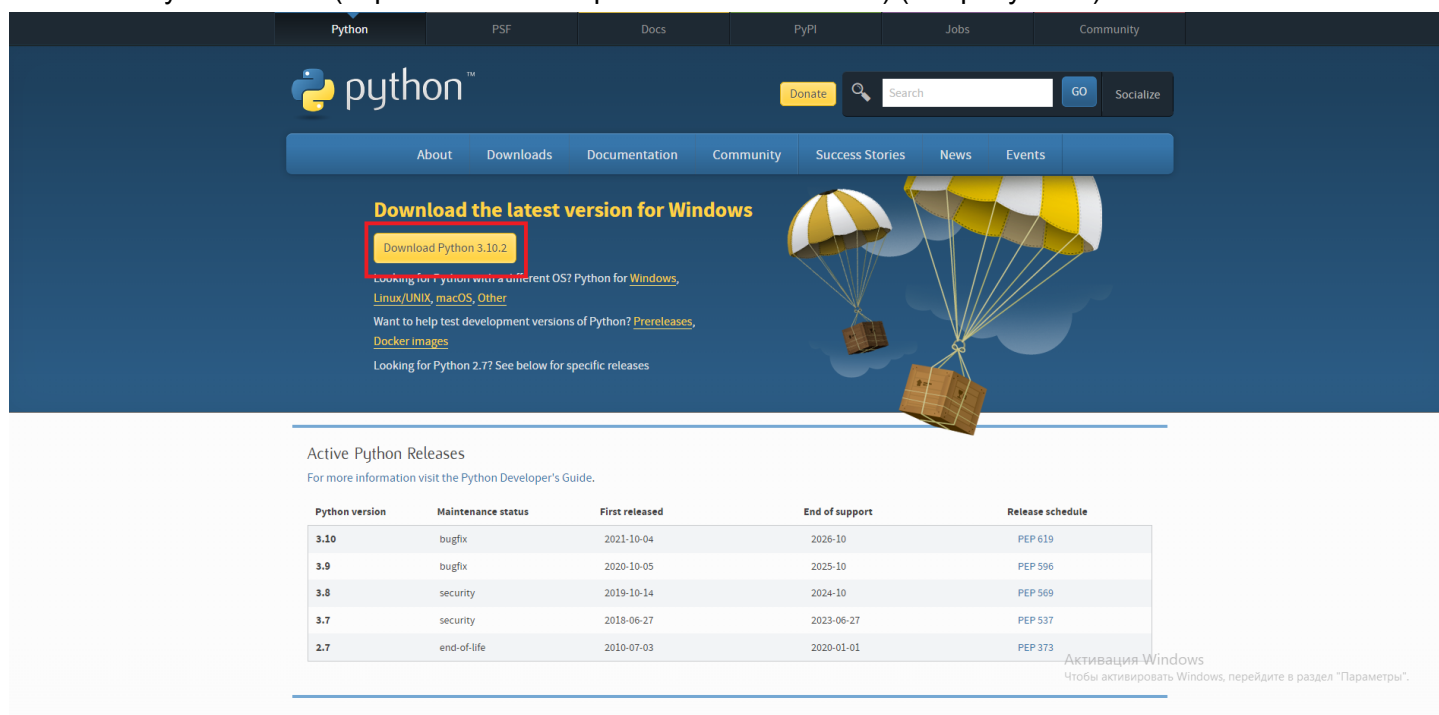 Python PSF Docs PyPI Jobs Community
python™
Donate Search GO Socialize
About Downloads Documentation Community Success Stories News Events
Download the latest version for Windows
Download Python 3.10.2
Looking for Python with a different OS? Python for Windows,
Linux/UNIX, macOS, Other
Want to help test development versions of Python? Prereleases,
Docker images
Looking for Python 2.7? See below for specific releases
Active Python Releases
For more information visit the Python Developer's Guide.
Python version Maintenance status First released End of support Release schedule
3.10 bugfix 2021-10-04 2026-10 PEP 619
3.9 bugfix 2020-10-05 2025-10 PEP 596
3.8 security 2019-10-14 2024-10 PEP 569
3.7 security 2018-06-27 2023-06-27 PEP 537
2.7 end-of-life 2010-07-03 2020-01-01 PEP 373
Активация Windows
Чтобы активировать Windows, перейдите в раздел "Параметры".